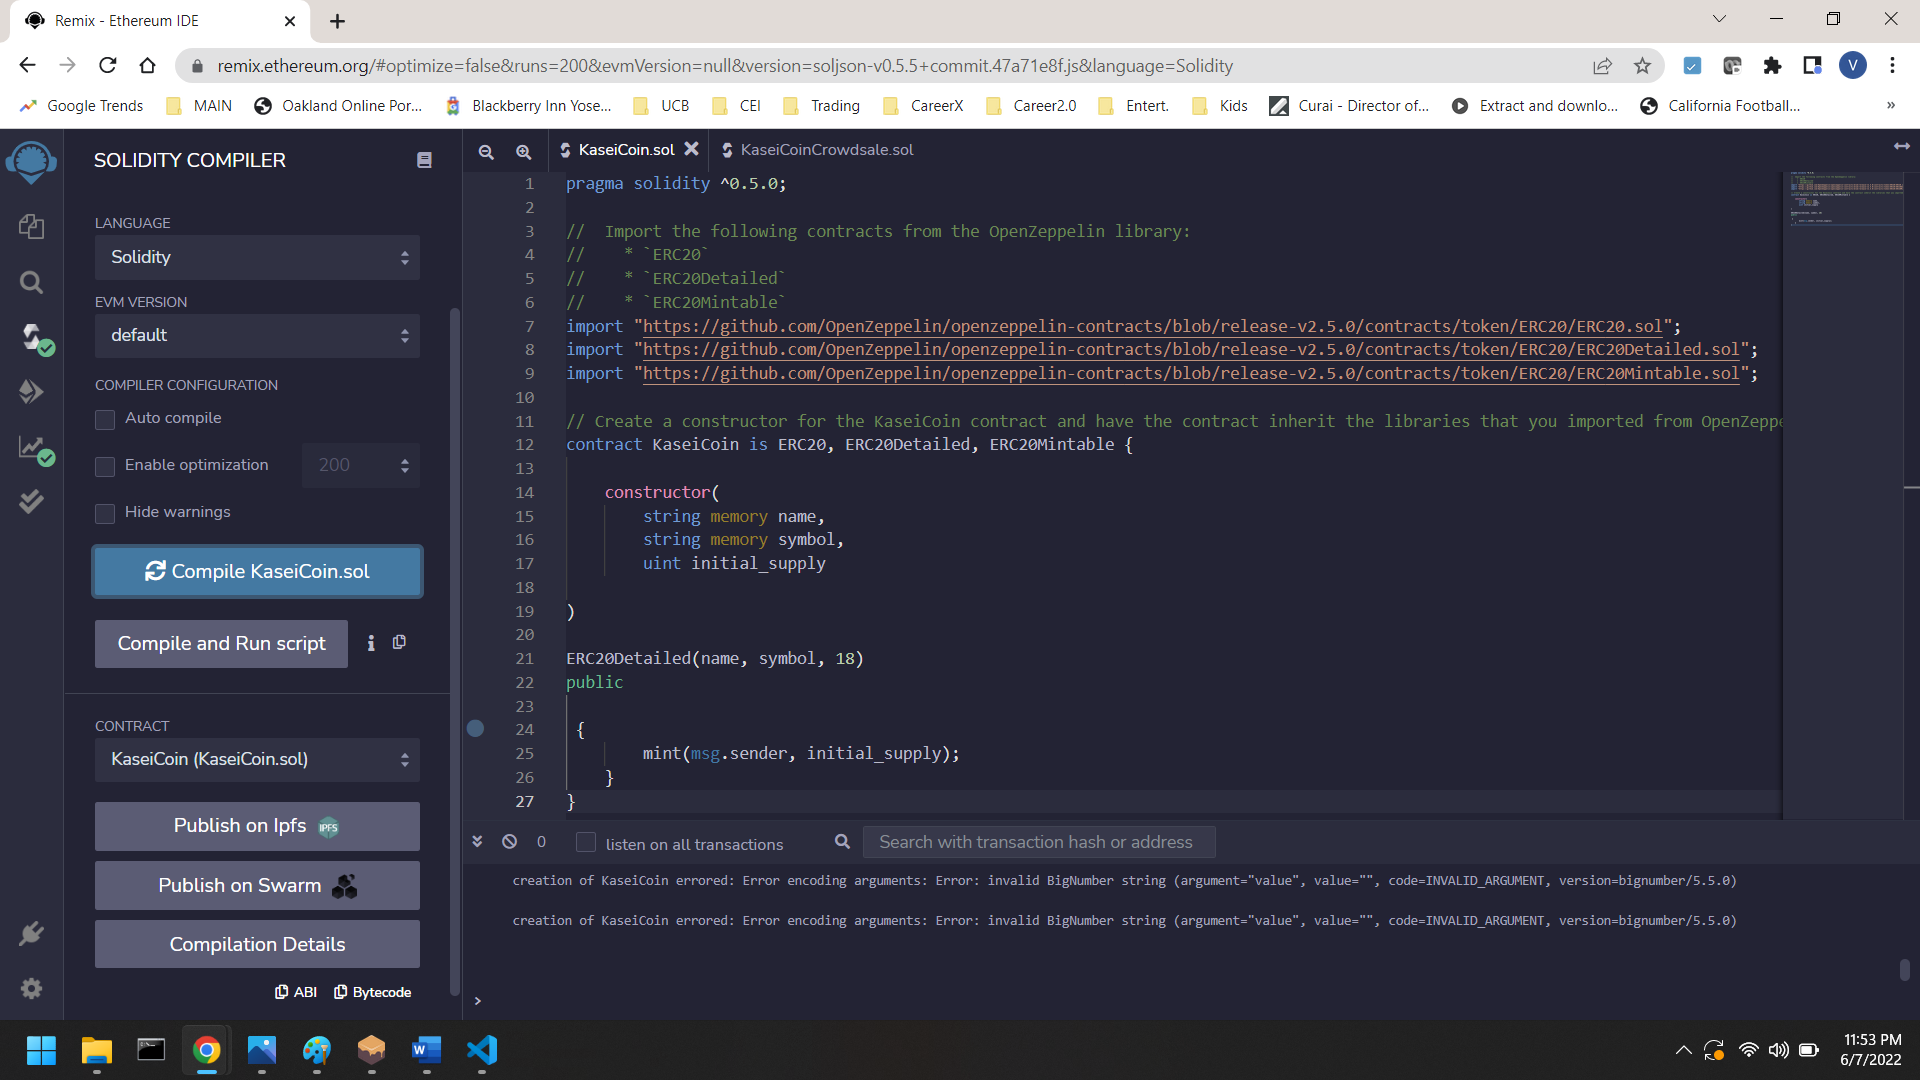 Remix - Ethereum IDE
remix.ethereum.org/#optimize=false&runs=200&evmVersion=null&version=soljson-v0.5.5+commit.47a71e8f.js&language=Solidity
V
Google Trends MAIN Oakland Online Por... Blackberry Inn Yose... UCB CEI Trading CareerX Career2.0 Entert. Kids Curai - Director of... Extract and downlo... California Football... »
SOLIDITY COMPILER
LANGUAGE
Solidity
EVM VERSION
default
COMPILER CONFIGURATION
Auto compile
Enable optimization 200
Hide warnings
Compile KaseiCoin.sol
Compile and Run script
CONTRACT
KaseiCoin (KaseiCoin.sol)
Publish on Ipfs IPFS
Publish on Swarm
Compilation Details
ABI Bytecode
KaseiCoin.sol KaseiCoinCrowdsale.sol
1 pragma solidity ^0.5.0;
2
3 //  Import the following contracts from the OpenZeppelin library:
4 //    * `ERC20`
5 //    * `ERC20Detailed`
6 //    * `ERC20Mintable`
7 import "https://github.com/OpenZeppelin/openzeppelin-contracts/blob/release-v2.5.0/contracts/token/ERC20/ERC20.sol";
8 import "https://github.com/OpenZeppelin/openzeppelin-contracts/blob/release-v2.5.0/contracts/token/ERC20/ERC20Detailed.sol";
9 import "https://github.com/OpenZeppelin/openzeppelin-contracts/blob/release-v2.5.0/contracts/token/ERC20/ERC20Mintable.sol";
10
11 // Create a constructor for the KaseiCoin contract and have the contract inherit the libraries that you imported from OpenZeppe
12 contract KaseiCoin is ERC20, ERC20Detailed, ERC20Mintable {
13
14     constructor(
15         string memory name,
16         string memory symbol,
17         uint initial_supply
18
19 )
20
21 ERC20Detailed(name, symbol, 18)
22 public
23
24  {
25         mint(msg.sender, initial_supply);
26     }
27 }
0 listen on all transactions Search with transaction hash or address
creation of KaseiCoin errored: Error encoding arguments: Error: invalid BigNumber string (argument="value", value="", code=INVALID_ARGUMENT, version=bignumber/5.5.0)
creation of KaseiCoin errored: Error encoding arguments: Error: invalid BigNumber string (argument="value", value="", code=INVALID_ARGUMENT, version=bignumber/5.5.0)
>
11:53 PM
6/7/2022